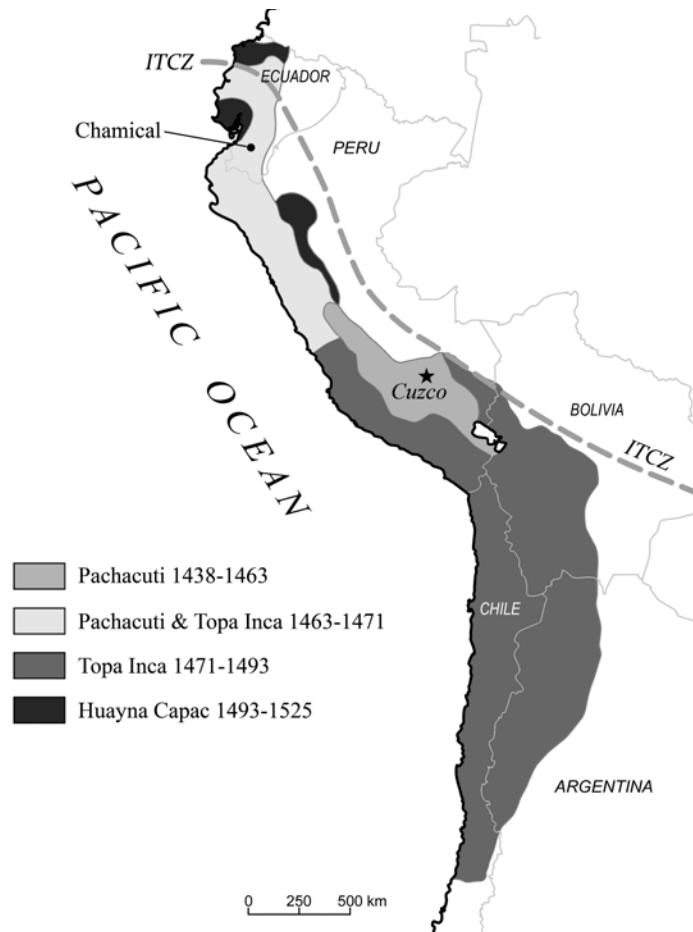 ITCZ
ECUADOR
Chamical
PERU
PACIFIC OCEAN
Cuzco
BOLIVIA
ITCZ
Pachacuti 1438-1463
Pachacuti & Topa Inca 1463-1471
CHILE
Topa Inca 1471-1493
Huayna Capac 1493-1525
ARGENTINA
0 250 500 km